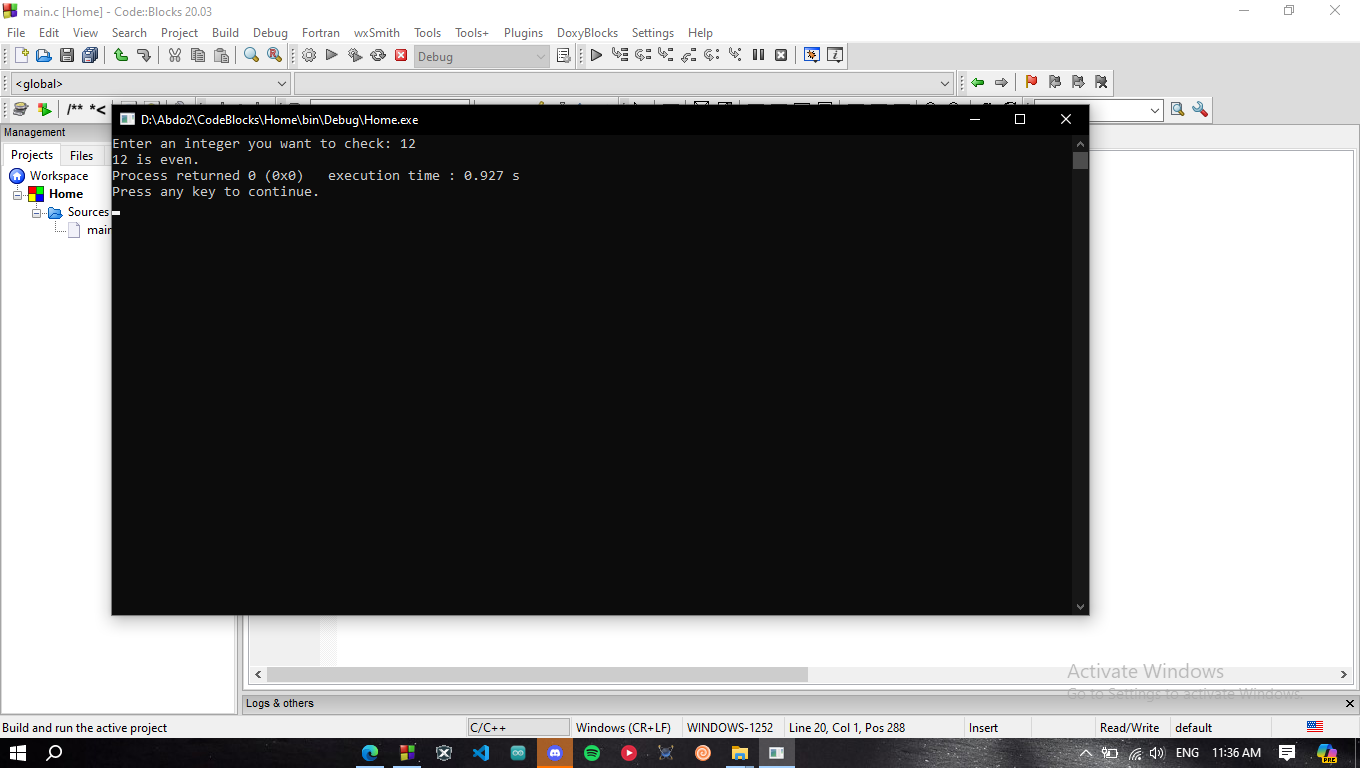 main.c [Home] - Code::Blocks 20.03
File Edit View Search Project Build Debug Fortran wxSmith Tools Tools+ Plugins DoxyBlocks Settings Help
Debug
<global>
/** *<
Management
D:\Abdo2\CodeBlocks\Home\bin\Debug\Home.exe
Projects Files
Enter an integer you want to check: 12
12 is even.
Process returned 0 (0x0)   execution time : 0.927 s
Press any key to continue.
Workspace
Home
Sources
main
Activate Windows
Go to Settings to activate Windows.
Logs & others
Build and run the active project C/C++ Windows (CR+LF) WINDOWS-1252 Line 20, Col 1, Pos 288 Insert Read/Write default
ENG 11:36 AM
PRE